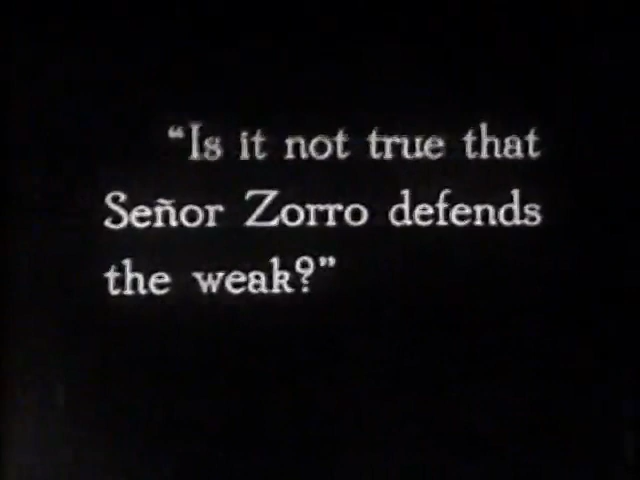 “Is it not true that
Señor Zorro defends
the weak?”